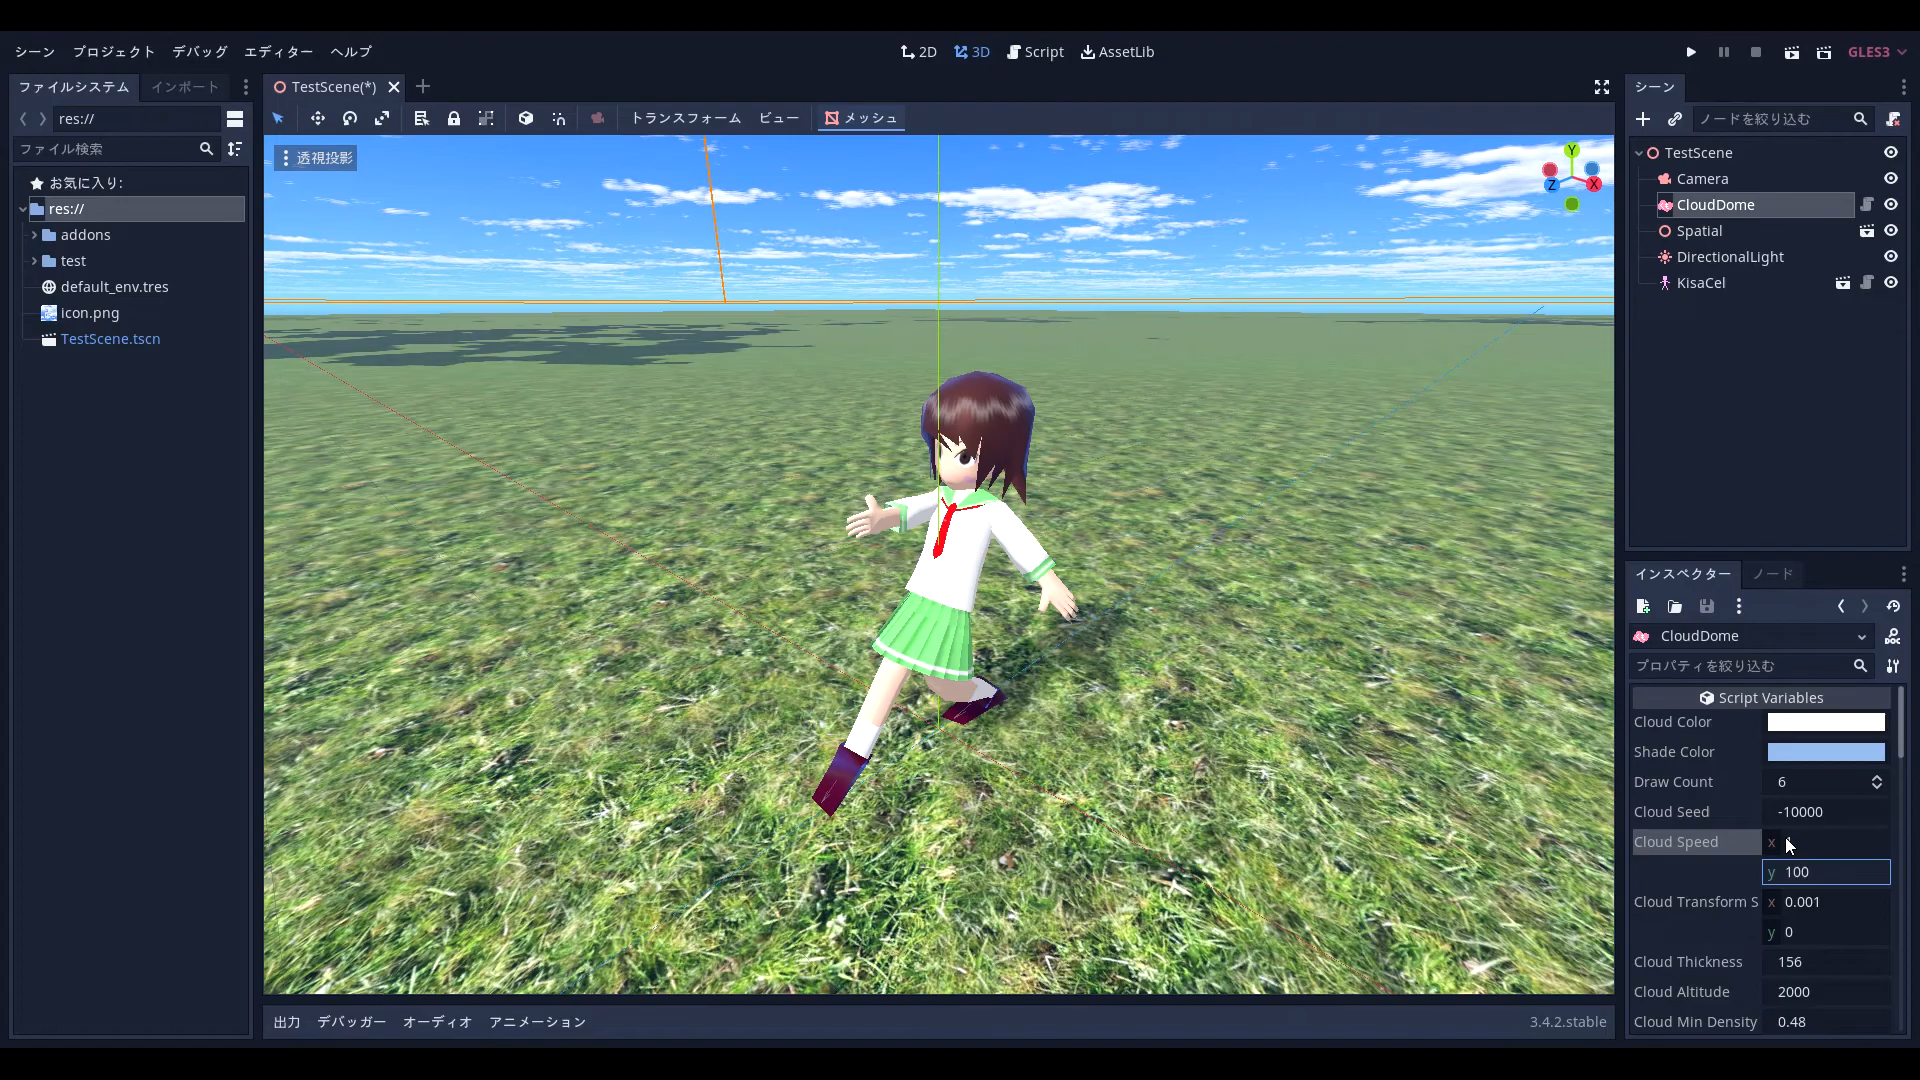 シーン プロジェクト デバッグ エディター ヘルプ
2D 3D Script AssetLib
GLES3
ファイルシステム インポート
res://
ファイル検索
お気に入り:
res://
addons
test
default_env.tres
icon.png
TestScene.tscn
TestScene(*)
トランスフォーム ビュー メッシュ
透視投影
Y
Z
X
出力 デバッガー オーディオ アニメーション
3.4.2.stable
シーン
ノードを絞り込む
TestScene
Camera
CloudDome
Spatial
DirectionalLight
KisaCel
インスペクター ノード
CloudDome
DOC
プロパティを絞り込む
Script Variables
Cloud Color
Shade Color
Draw Count 6
Cloud Seed -10000
Cloud Speed x
y 100
Cloud Transform S x 0.001
y 0
Cloud Thickness 156
Cloud Altitude 2000
Cloud Min Density 0.48